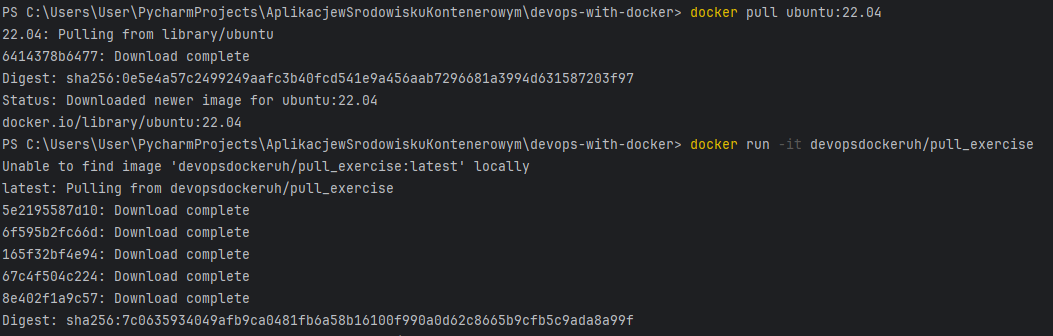 PS C:\Users\User\PycharmProjects\AplikacjewSrodowiskuKontenerowym\devops-with-docker> docker pull ubuntu:22.04
22.04: Pulling from library/ubuntu
6414378b6477: Download complete
Digest: sha256:0e5e4a57c2499249aafc3b40fcd541e9a456aab7296681a3994d631587203f97
Status: Downloaded newer image for ubuntu:22.04
docker.io/library/ubuntu:22.04
PS C:\Users\User\PycharmProjects\AplikacjewSrodowiskuKontenerowym\devops-with-docker> docker run -it devopsdockeruh/pull_exercise
Unable to find image 'devopsdockeruh/pull_exercise:latest' locally
latest: Pulling from devopsdockeruh/pull_exercise
5e2195587d10: Download complete
6f595b2fc66d: Download complete
165f32bf4e94: Download complete
67c4f504c224: Download complete
8e402f1a9c57: Download complete
Digest: sha256:7c0635934049afb9ca0481fb6a58b16100f990a0d62c8665b9cfb5c9ada8a99f